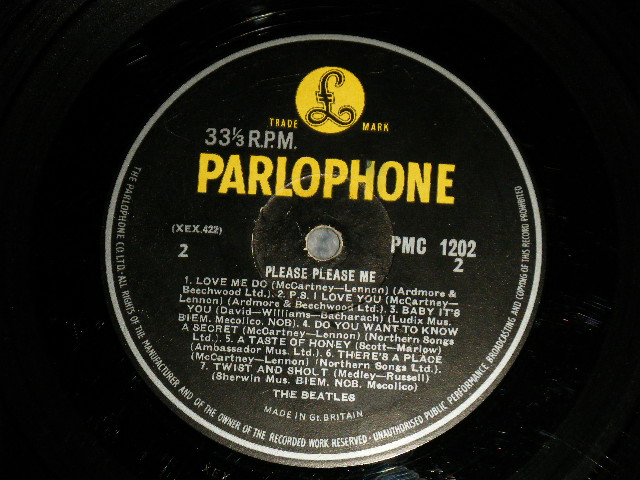 £
TRADE MARK
33⅓ R.P.M.
PARLOPHONE
(XEX.422)
2
PMC 1202
2
PLEASE PLEASE ME
1. LOVE ME DO (McCartney—Lennon) (Ardmore &
Beechwood Ltd.). 2. P.S. I LOVE YOU (McCartney—
Lennon) (Ardmore & Beechwood Ltd.). 3. BABY IT'S
YOU (David—Williams—Bacharach) (Ludix Mus.
BIEM. Mecolico. NCB). 4. DO YOU WANT TO KNOW
A SECRET (McCartney—Lennon) (Northern Songs
Ltd.). 5. A TASTE OF HONEY (Scott—Marlow)
(Ambassador Mus. Ltd.). 6. THERE'S A PLACE
(McCartney—Lennon) (Northern Songs Ltd.).
7. TWIST AND SHOUT (Medley—Russell)
(Sherwin Mus. BIEM. NCB. Mecolico)
THE BEATLES
MADE IN Gt. BRITAIN
THE PARLOPHONE CO. LTD.·ALL RIGHTS OF THE MANUFACTURER AND OF THE OWNER OF THE RECORDED WORK RESERVED·UNAUTHORISED PUBLIC PERFORMANCE BROADCASTING AND COPYING OF THIS RECORD PROHIBITED